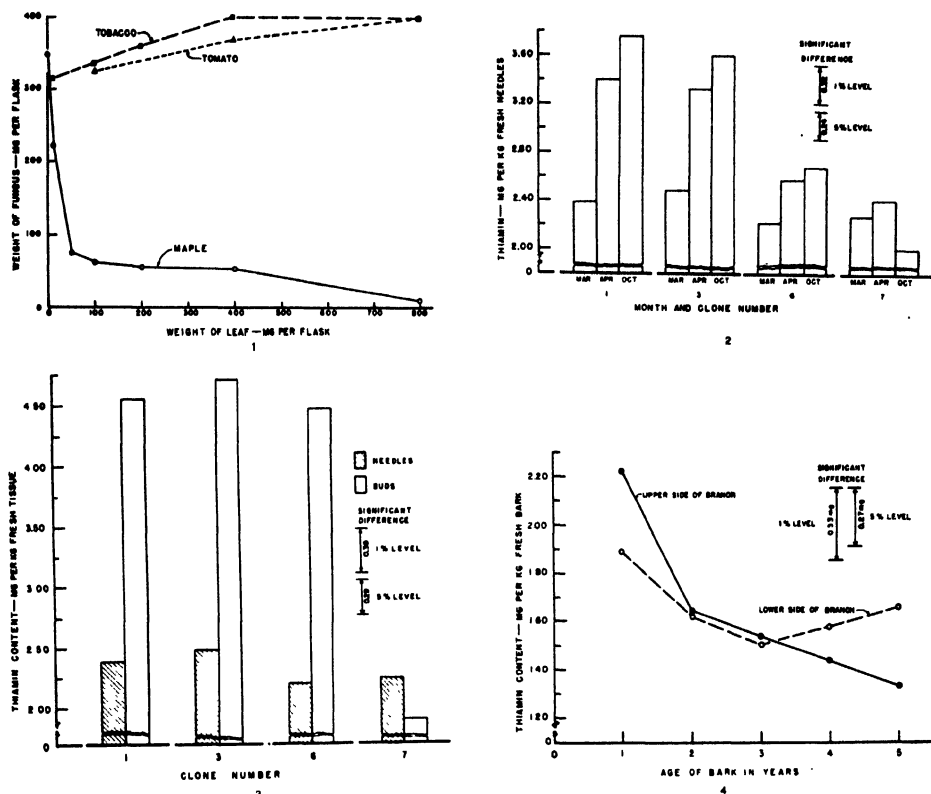 400
300
200
100
0
WEIGHT OF FUNGUS—MG PER FLASK
TOBACCO
TOMATO
MAPLE
0 100 200 300 400 500 600 700 800
WEIGHT OF LEAF—MG PER FLASK
1
3.60
3.20
2.80
2.40
2.00
0
THIAMIN—MG PER KG FRESH NEEDLES
SIGNIFICANT
DIFFERENCE
1% LEVEL
5% LEVEL
MAR APR OCT MAR APR OCT MAR APR OCT MAR APR OCT
1 3 6 7
MONTH AND CLONE NUMBER
2
4 50
4 00
3 50
3 00
2 50
2 00
0
THIAMIN CONTENT—MG PER KG FRESH TISSUE
NEEDLES
BUDS
SIGNIFICANT
DIFFERENCE
1% LEVEL
0.29
5% LEVEL
1 3 6 7
CLONE NUMBER
2.20
2.00
1.80
1.60
1.40
1.20
0
THIAMIN CONTENT—MG PER KG FRESH BARK
UPPER SIDE OF BRANCH
SIGNIFICANT
DIFFERENCE
1% LEVEL
0.27mg
5% LEVEL
LOWER SIDE OF BRANCH
1 2 3 4 5
AGE OF BARK IN YEARS
4